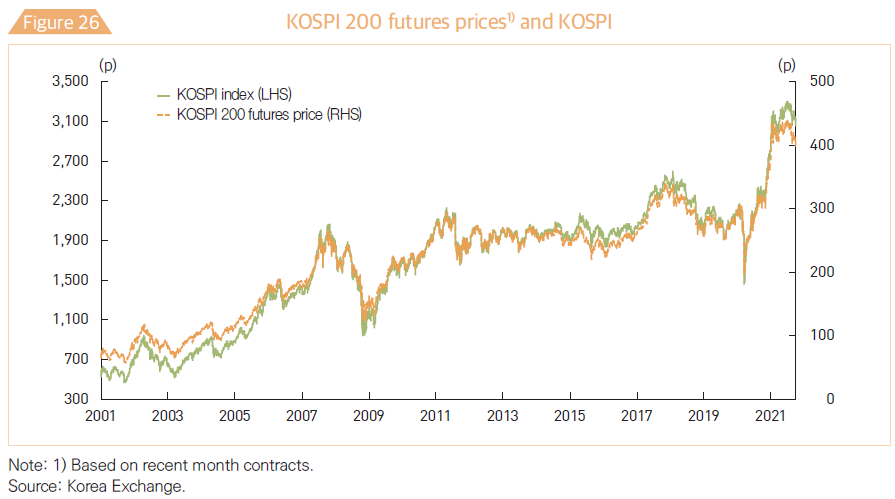 Figure 26
KOSPI 200 futures prices1) and KOSPI
(p)
(p)
3,500
3,100
2,700
2,300
1,900
1,500
1,100
700
300
500
400
300
200
100
0
KOSPI index (LHS)
KOSPI 200 futures price (RHS)
2001 2003 2005 2007 2009 2011 2013 2015 2017 2019 2021
Note: 1) Based on recent month contracts.
Source: Korea Exchange.